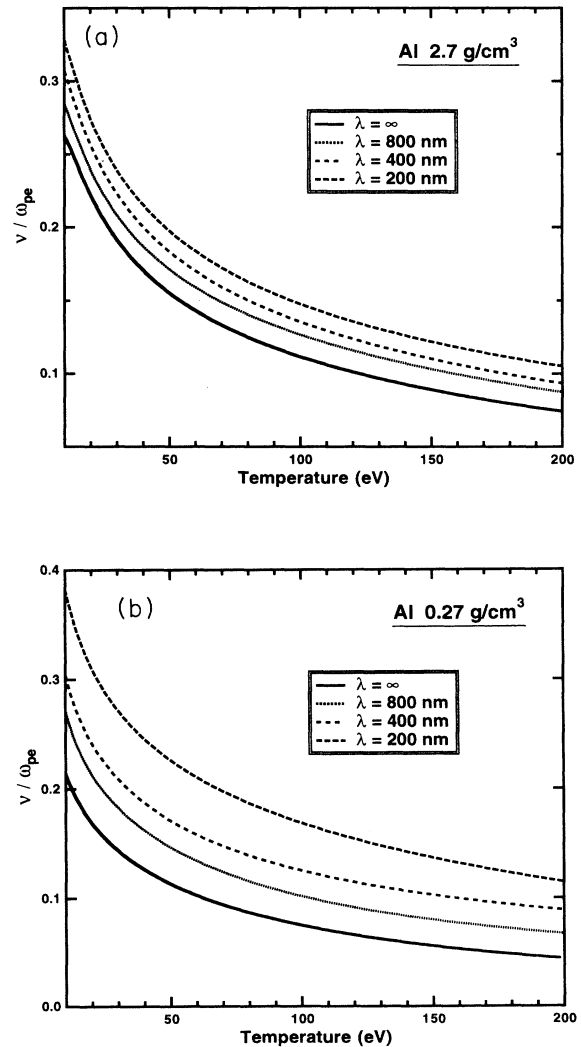 (a)
Al 2.7 g/cm³
λ = ∞
λ = 800 nm
λ = 400 nm
λ = 200 nm
0.3
0.2
0.1
ν / ωpe
50
100
150
200
Temperature (eV)
(b)
Al 0.27 g/cm³
λ = ∞
λ = 800 nm
λ = 400 nm
λ = 200 nm
0.4
0.3
0.2
0.1
0.0
ν / ωpe
50
100
150
200
Temperature (eV)